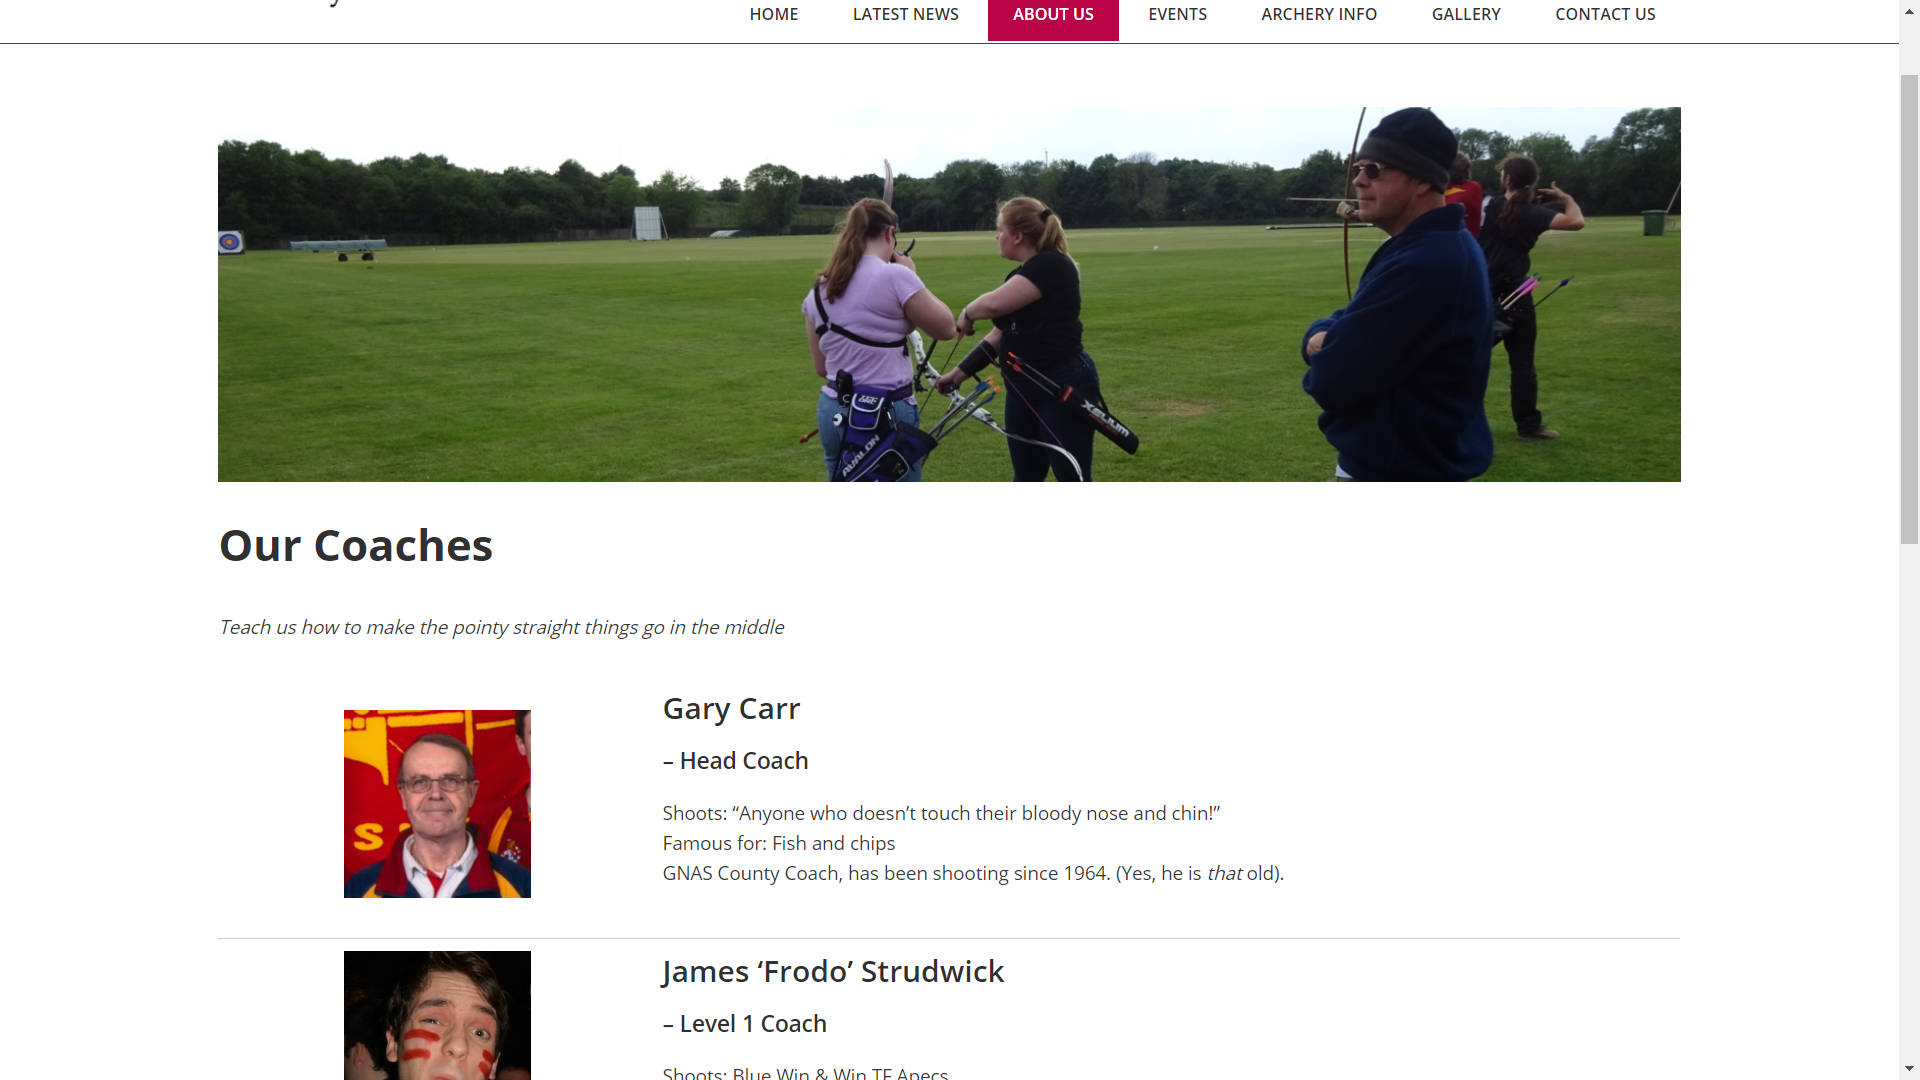 HOME LATEST NEWS ABOUT US EVENTS ARCHERY INFO GALLERY CONTACT US
AVALON
XSLIUM
Our Coaches
Teach us how to make the pointy straight things go in the middle
Gary Carr
– Head Coach
Shoots: “Anyone who doesn’t touch their bloody nose and chin!”
Famous for: Fish and chips
GNAS County Coach, has been shooting since 1964. (Yes, he is that old).
S
James ‘Frodo’ Strudwick
– Level 1 Coach
Shoots: Blue Win & Win TF Apecs